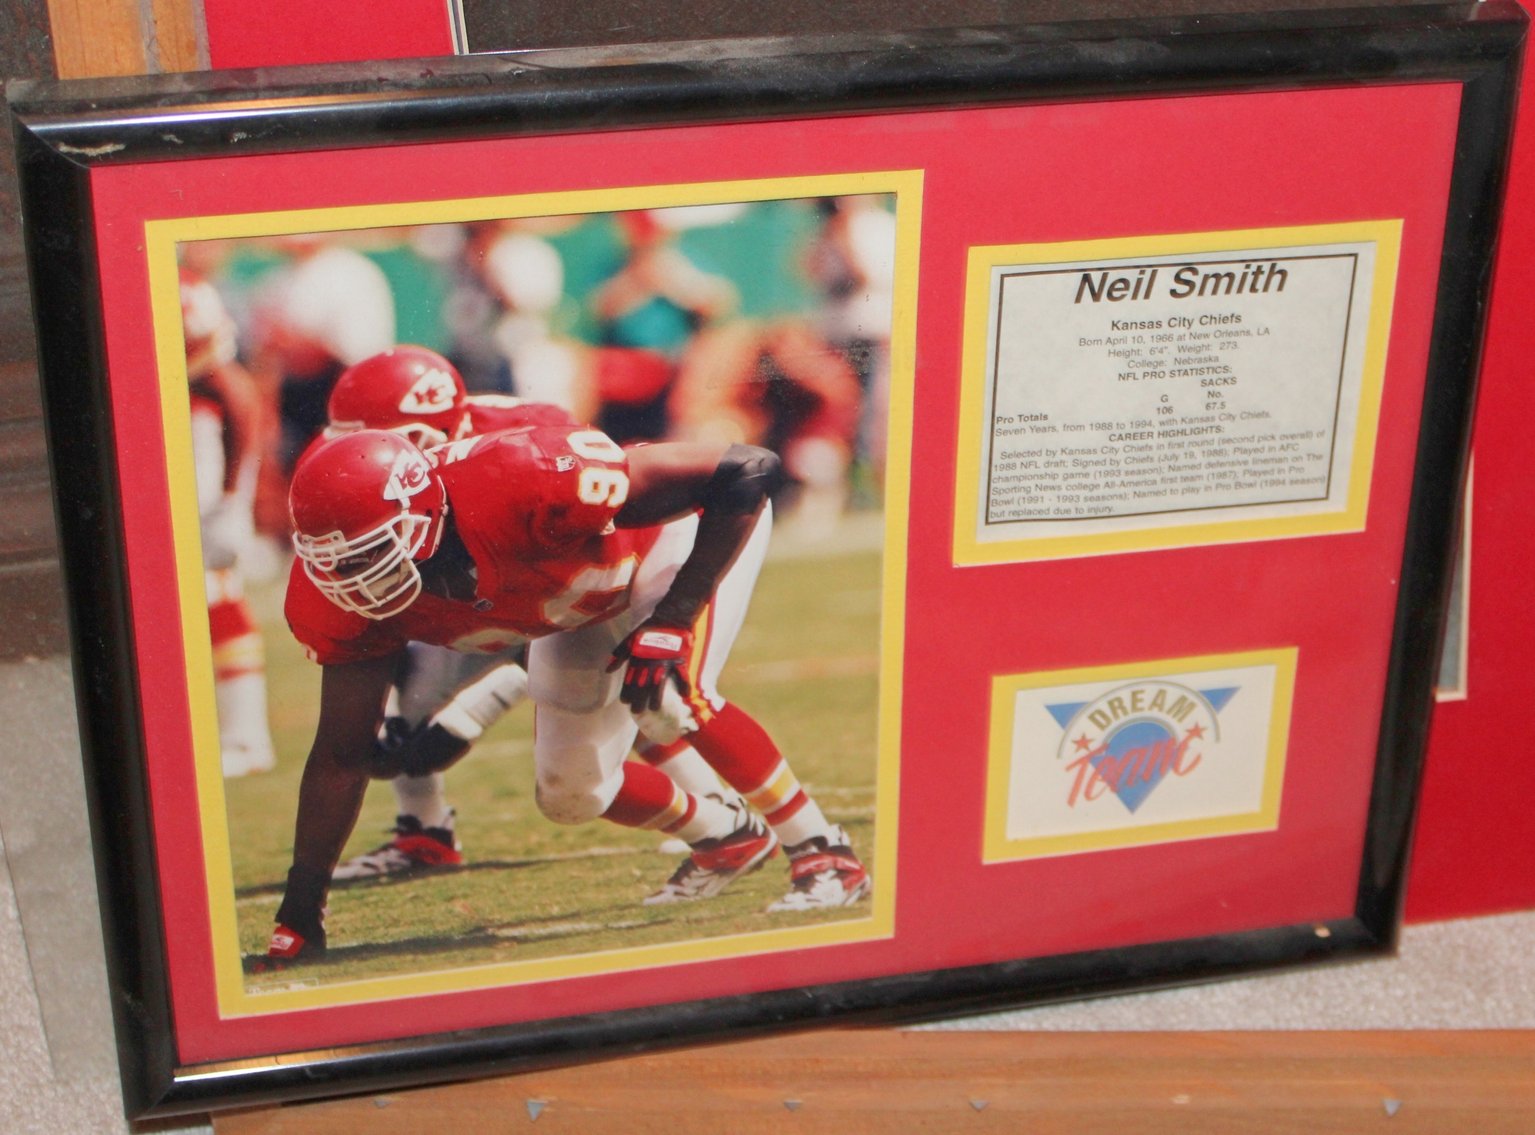 Neil Smith
Kansas City Chiefs
Born April 10, 1966 at New Orleans, LA
Height: 6'4". Weight: 273.
College: Nebraska
NFL PRO STATISTICS:
SACKS
G No.
Pro Totals 106 67.5
Seven Years, from 1988 to 1994, with Kansas City Chiefs.
CAREER HIGHLIGHTS:
Selected by Kansas City Chiefs in first round (second pick overall) of
1988 NFL draft; Signed by Chiefs (July 19, 1988); Played in AFC
championship game (1993 season); Named defensive lineman on The
Sporting News college All-America first team (1987); Played in Pro
Bowl (1991 - 1993 seasons); Named to play in Pro Bowl (1994 season)
but replaced due to injury.
KC
KC
90
DREAM
Team